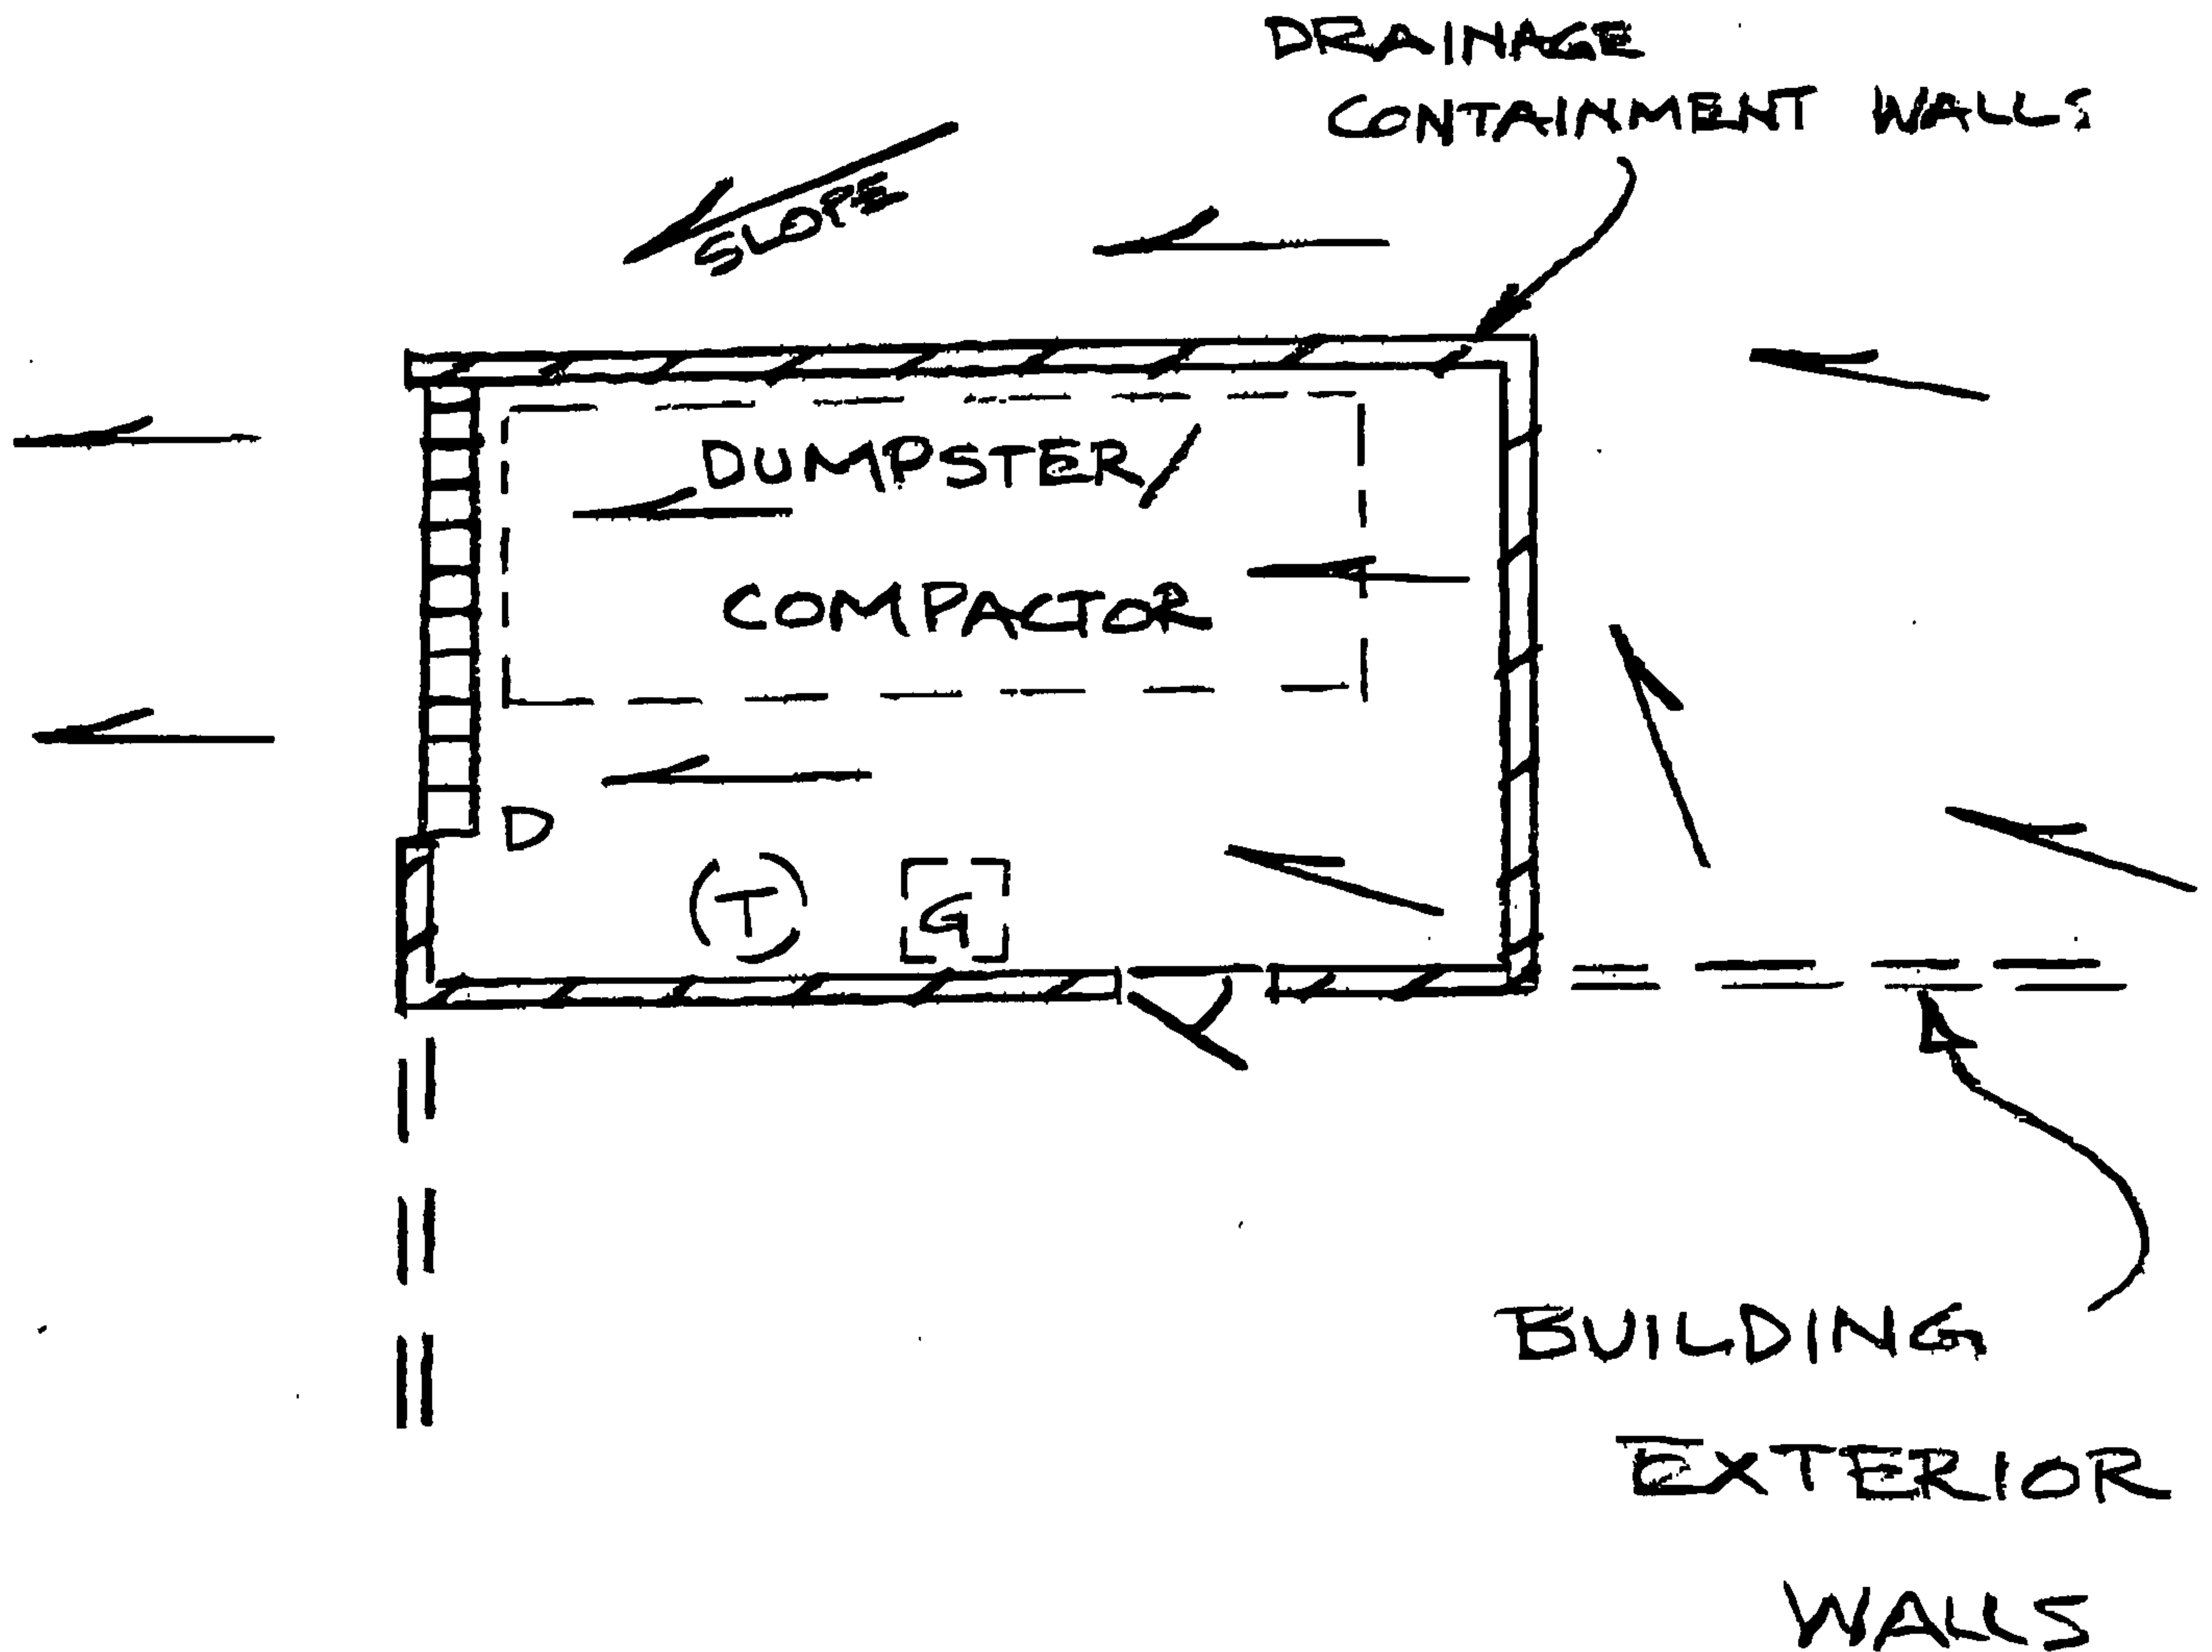 DRAINAGE
CONTAINMENT WALLS
SLOPE
DUMPSTER/
COMPACTOR
D
T
G
BUILDING
EXTERIOR
WALLS